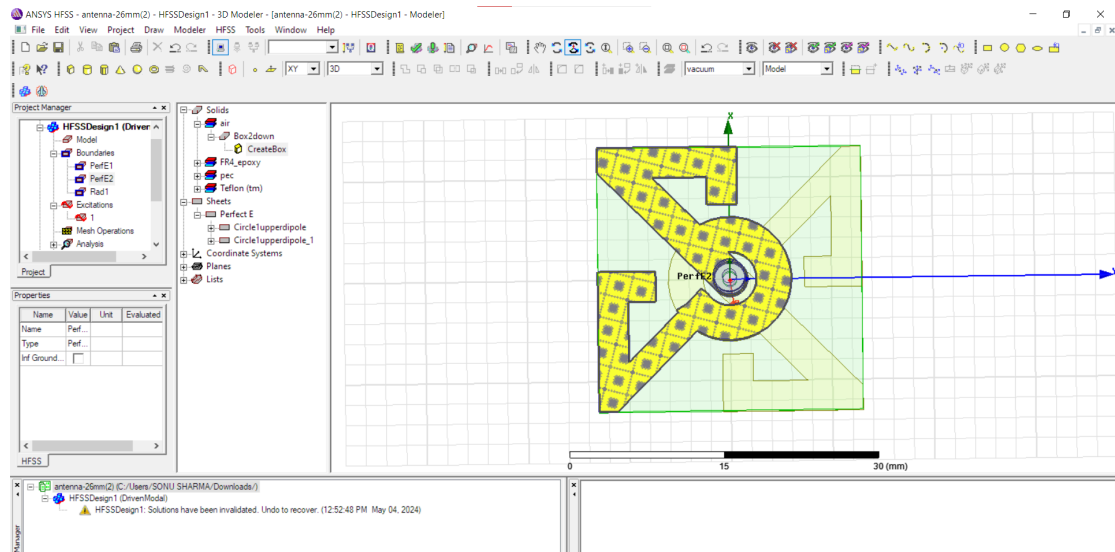 ANSYS HFSS - antenna-26mm(2) - HFSSDesign1 - 3D Modeler - [antenna-26mm(2) - HFSSDesign1 - Modeler]
File Edit View Project Draw Modeler HFSS Tools Window Help
XY 3D vacuum Model
Project Manager
HFSSDesign1 (Driven
Model
Boundaries
PerfE1
PerfE2
Rad1
Excitations
1
Mesh Operations
Analysis
Project
Properties
Name Value Unit Evaluated
Name Perf...
Type Perf...
Inf Ground...
HFSS
Solids
air
Box2down
CreateBox
FR4_epoxy
pec
Teflon (tm)
Sheets
Perfect E
Circle1upperdipole
Circle1upperdipole_1
Coordinate Systems
Planes
Lists
X
PerfE2
0 15 30 (mm)
antenna-26mm(2) (C:/Users/SONU SHARMA/Downloads/)
HFSSDesign1 (DrivenModal)
HFSSDesign1: Solutions have been invalidated. Undo to recover. (12:52:48 PM May 04, 2024)
Manager